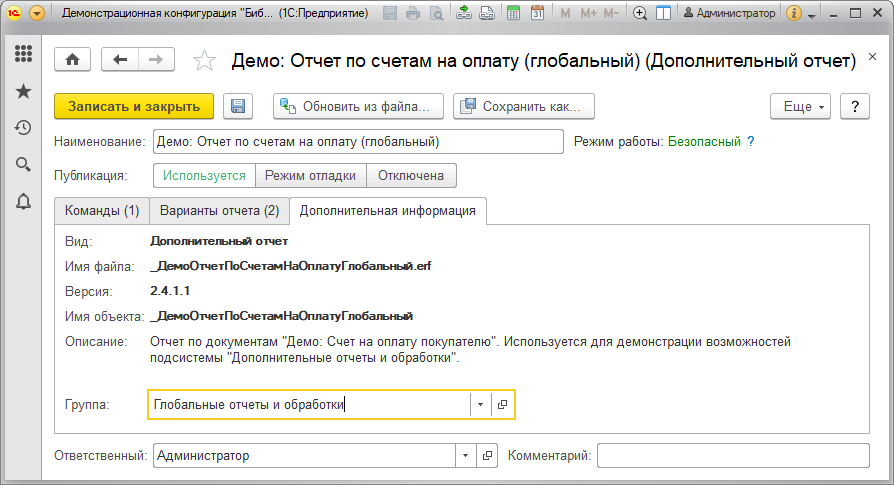 Демонстрационная конфигурация "Биб... (1С:Предприятие) M M+ M− Администратор i
Демо: Отчет по счетам на оплату (глобальный) (Дополнительный отчет) ×
Записать и закрыть Обновить из файла... Сохранить как... Еще ?
Наименование: Демо: Отчет по счетам на оплату (глобальный) Режим работы: Безопасный ?
Публикация: Используется Режим отладки Отключена
Команды (1) Варианты отчета (2) Дополнительная информация
Вид: Дополнительный отчет
Имя файла: _ДемоОтчетПоСчетамНаОплатуГлобальный.erf
Версия: 2.4.1.1
Имя объекта: _ДемоОтчетПоСчетамНаОплатуГлобальный
Описание: Отчет по документам "Демо: Счет на оплату покупателю". Используется для демонстрации возможностей
подсистемы "Дополнительные отчеты и обработки".
Группа: Глобальные отчеты и обработки
Ответственный: Администратор Комментарий: